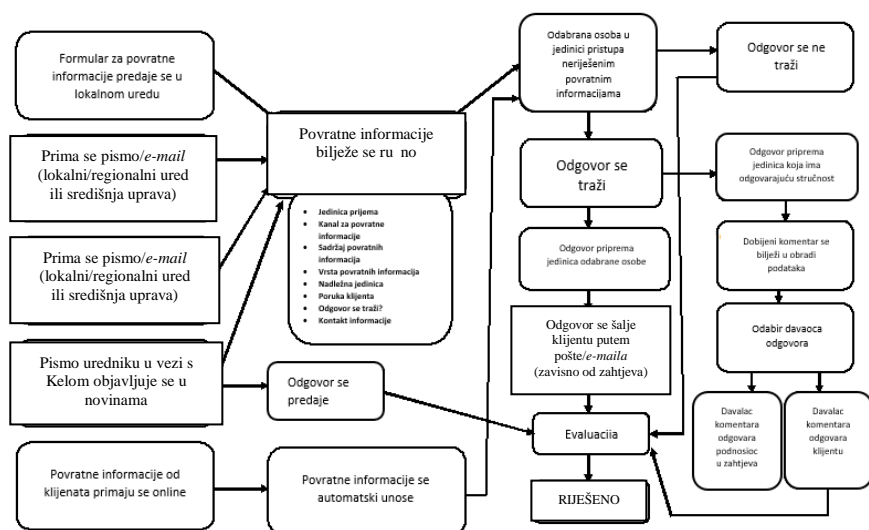 Formular za povratne
informacije predaje se u
lokalnom uredu
Prima se pismo/e-mail
(lokalni/regionalni ured
ili središnja uprava)
Prima se pismo/e-mail
(lokalni/regionalni ured
ili središnja uprava)
Pismo uredniku u vezi s
Kelom objavljuje se u
novinama
Povratne informacije od
klijenata primaju se online
Povratne informacije
bilježe se ru no
• Jedinica prijema
• Kanal za povratne
informacije
• Sadržaj povratnih
informacija
• Vrsta povratnih informacija
• Nadležna jedinica
• Poruka klijenta
• Odgovor se traži?
• Kontakt informacije
Odgovor se
predaje
Povratne informacije se
automatski unose
Odabrana osoba u
jedinici pristupa
neriješenim
povratnim
informacijama
Odgovor se
traži
Odgovor priprema
jedinica odabrane osobe
Odgovor se šalje
klijentu putem
pošte/e-maila
(zavisno od zahtjeva)
Evaluacija
RIJEŠENO
Odgovor se ne
traži
Odgovor priprema
jedinica koja ima
odgovarajuću stručnost
Dobijeni komentar se
bilježi u obradi
podataka
Odabir davaoca
odgovora
Davalac
komentara
odgovara
podnosioc
u zahtjeva
Davalac
komentara
odgovara
klijentu